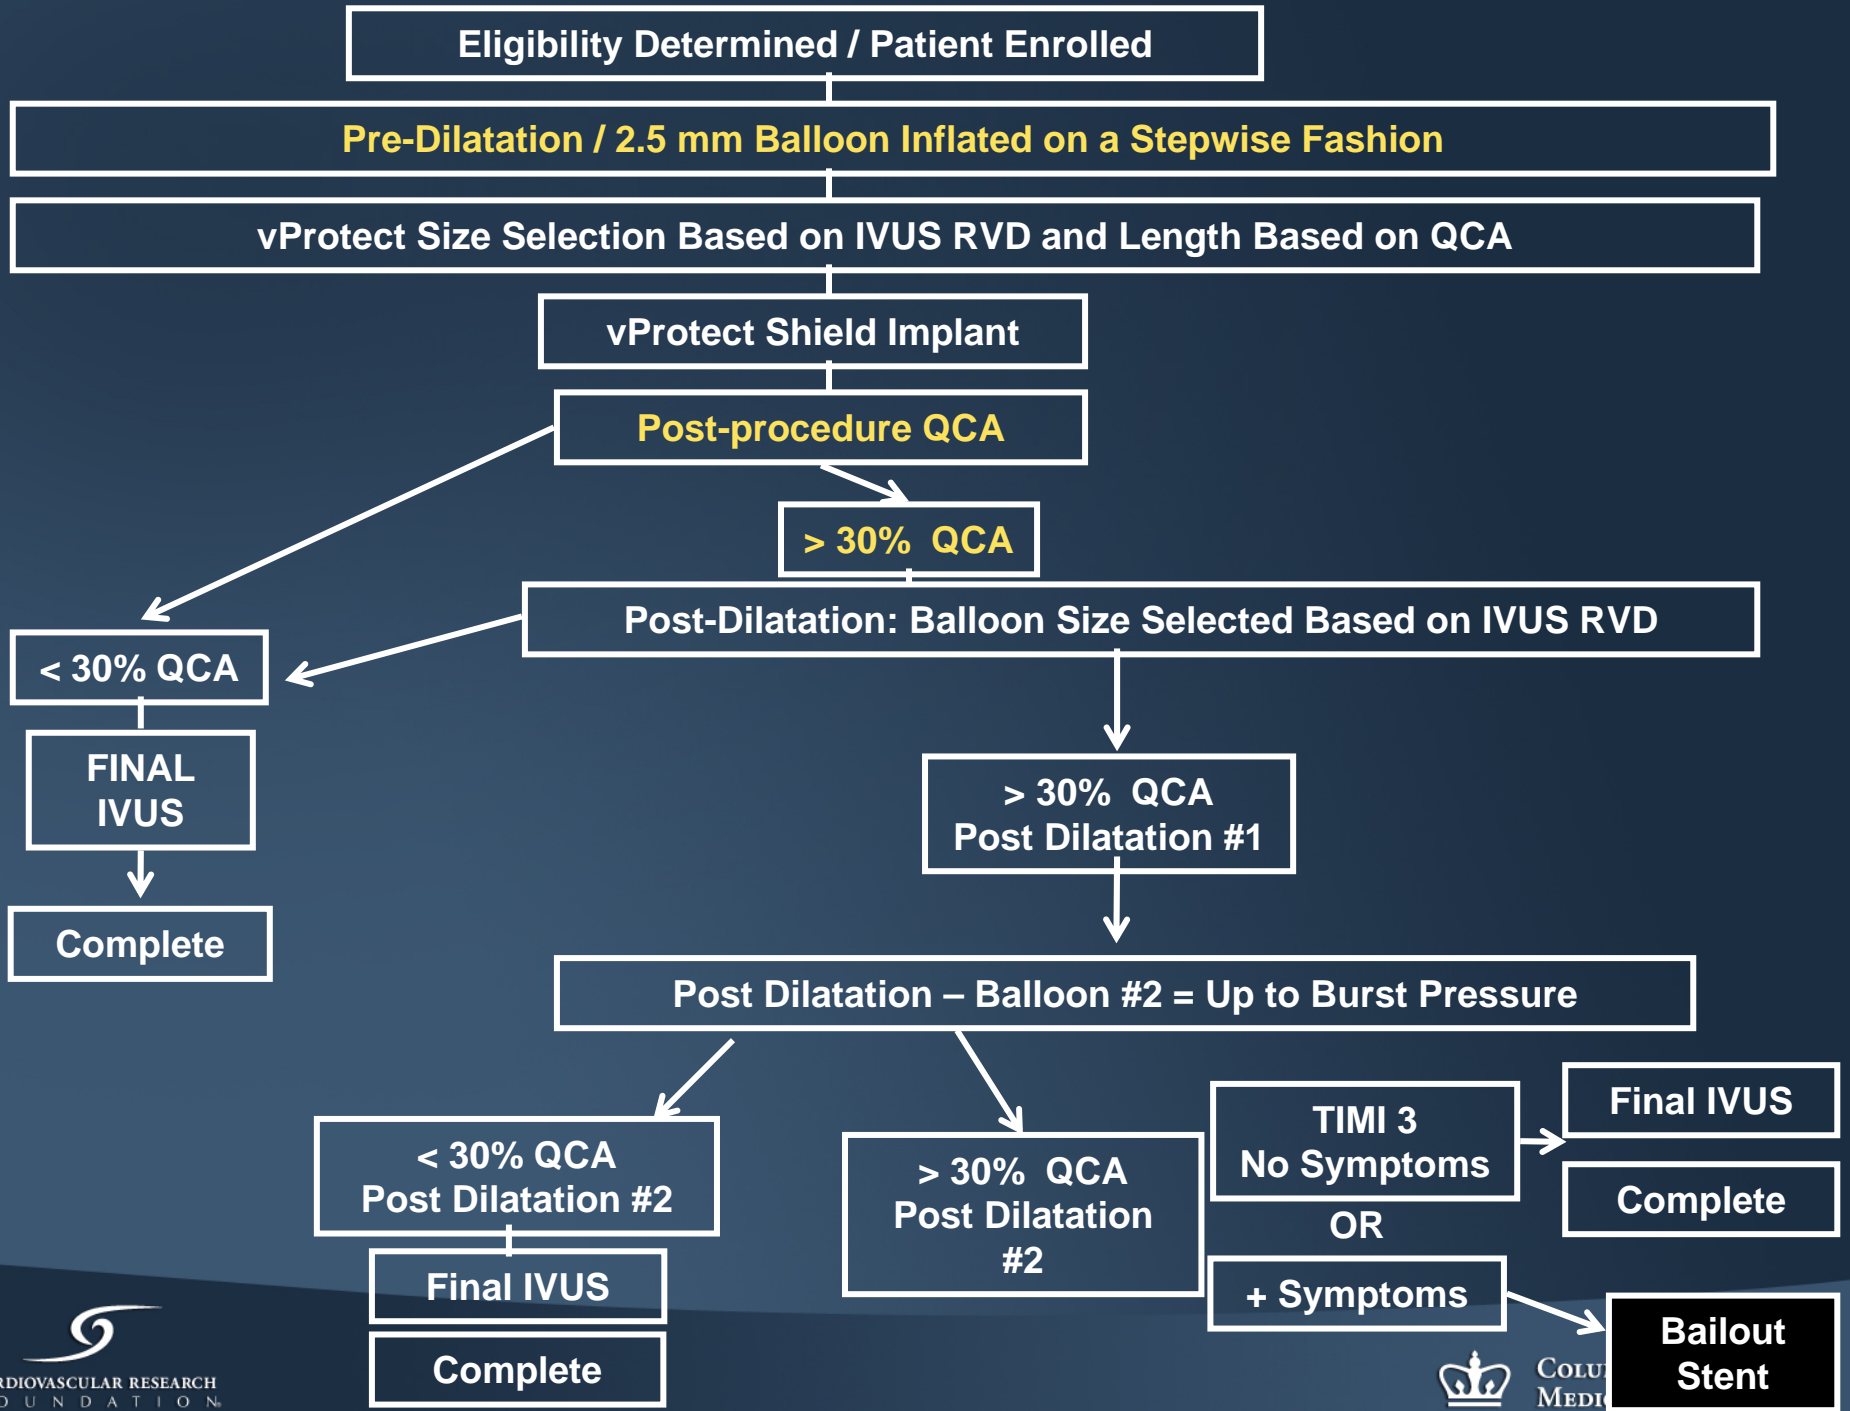 Eligibility Determined / Patient Enrolled
Pre-Dilatation / 2.5 mm Balloon Inflated on a Stepwise Fashion
vProtect Size Selection Based on IVUS RVD and Length Based on QCA
vProtect Shield Implant
Post-procedure QCA
> 30% QCA
Post-Dilatation: Balloon Size Selected Based on IVUS RVD
< 30% QCA
FINAL
IVUS
Complete
> 30% QCA
Post Dilatation #1
Post Dilatation – Balloon #2 = Up to Burst Pressure
< 30% QCA
Post Dilatation #2
Final IVUS
Complete
> 30% QCA
Post Dilatation
#2
TIMI 3
No Symptoms
OR
+ Symptoms
Final IVUS
Complete
Bailout
Stent
RDIOVASCULAR RESEARCH
OUNDATION
COLU
MEDIC